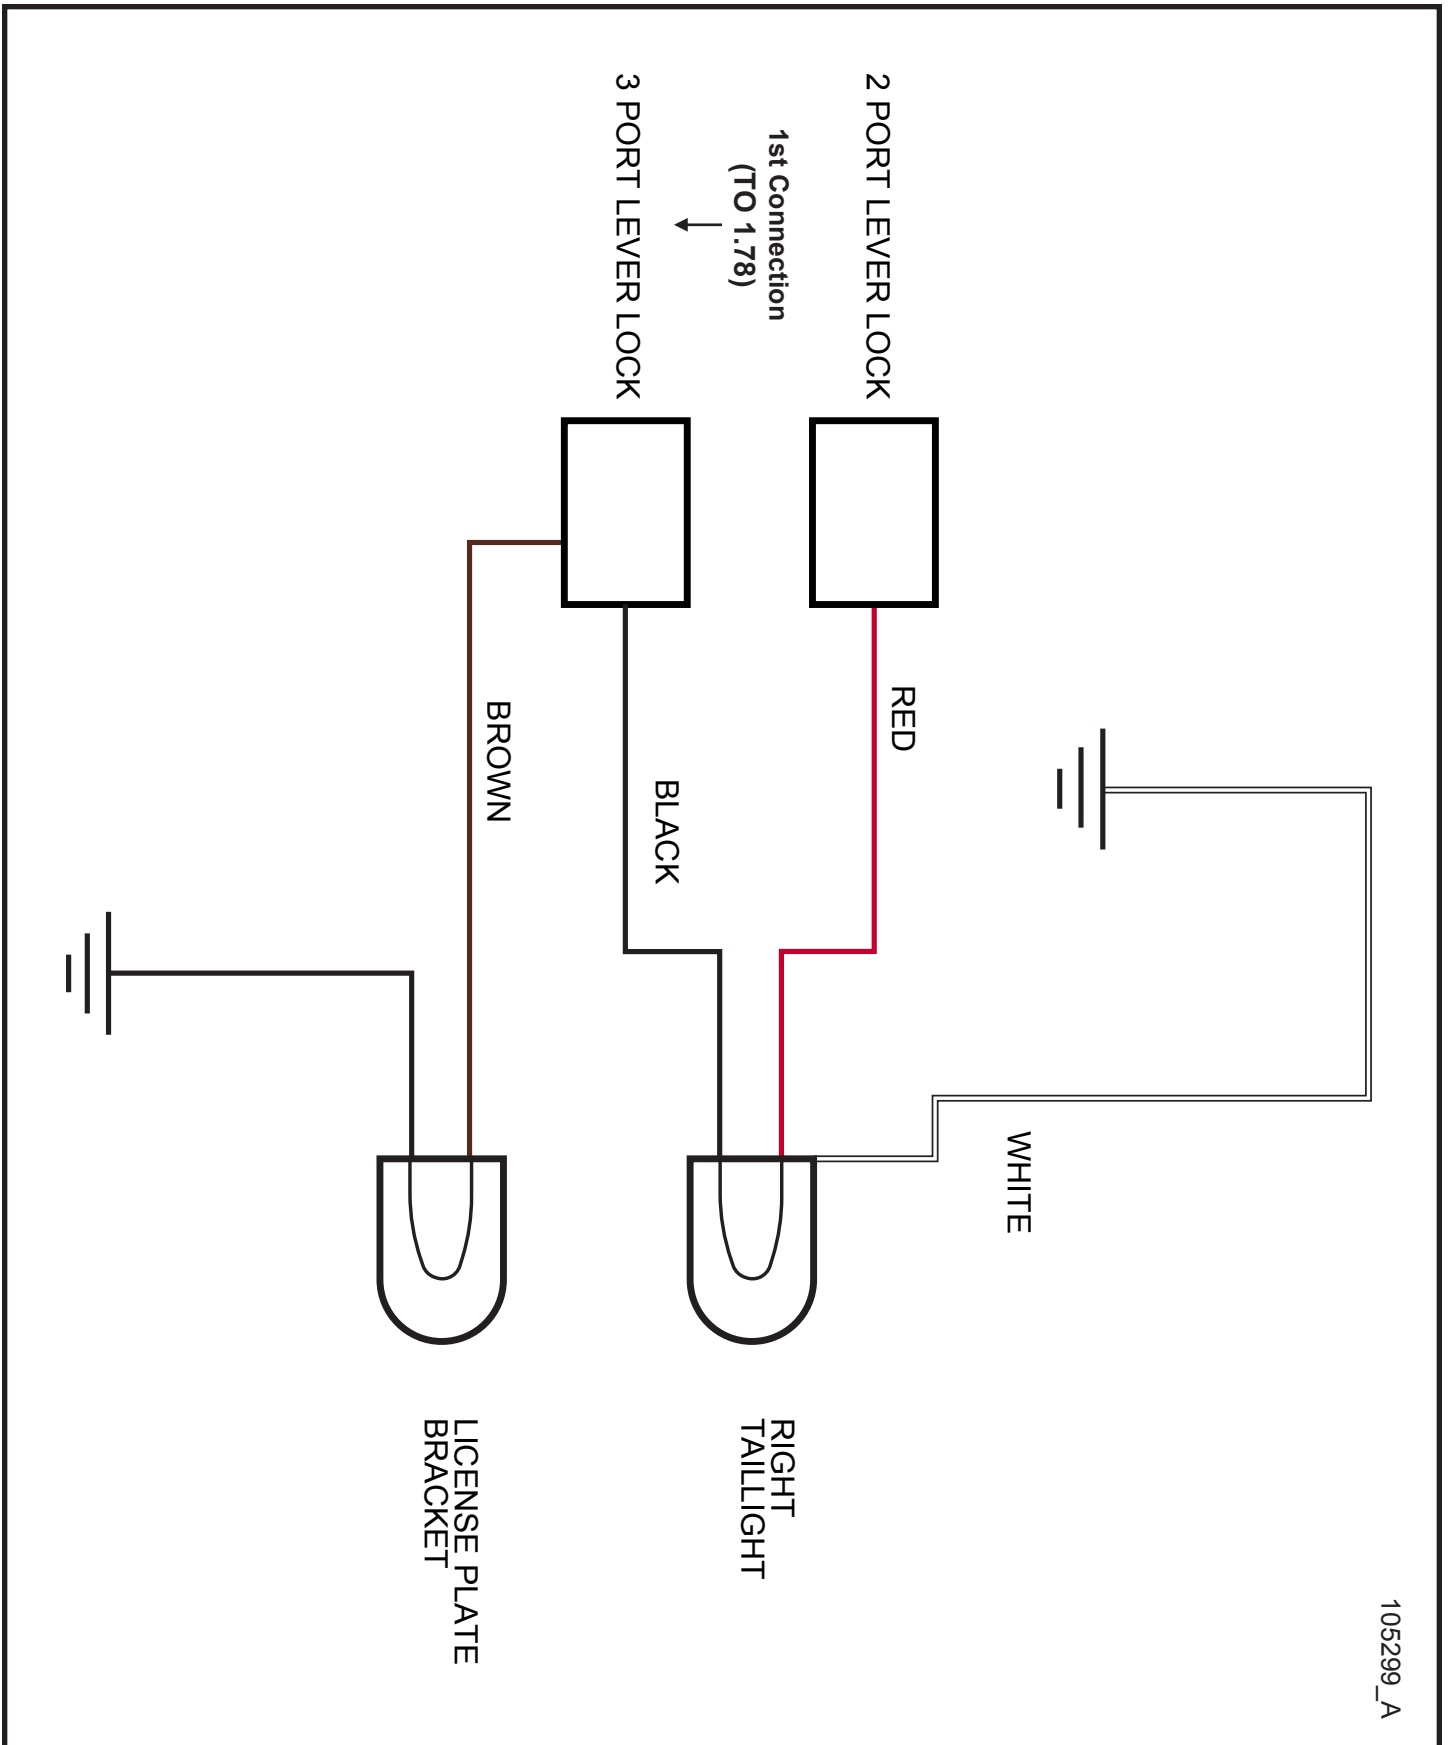 105299_A
WHITE
RED
2 PORT LEVER LOCK
1st Connection
(TO 1.78)
RIGHT
TAILLIGHT
BLACK
3 PORT LEVER LOCK
BROWN
LICENSE PLATE
BRACKET